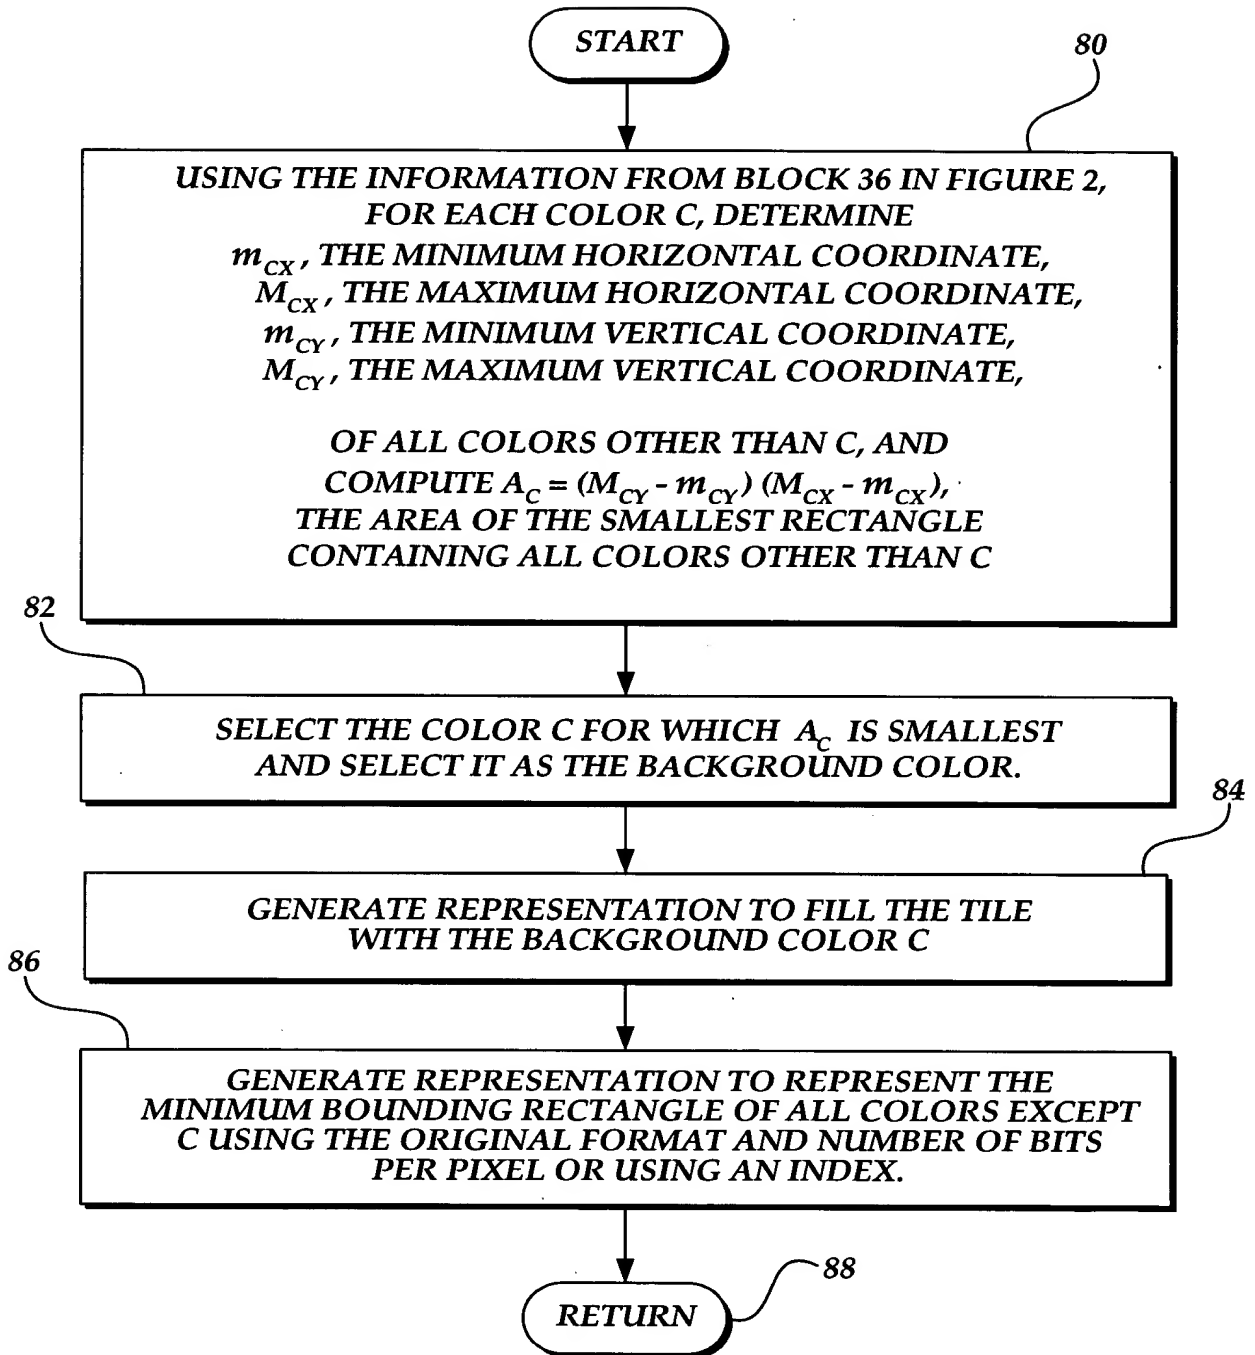 START
80
USING THE INFORMATION FROM BLOCK 36 IN FIGURE 2,
FOR EACH COLOR C, DETERMINE
m_CX, THE MINIMUM HORIZONTAL COORDINATE,
M_CX, THE MAXIMUM HORIZONTAL COORDINATE,
m_CY, THE MINIMUM VERTICAL COORDINATE,
M_CY, THE MAXIMUM VERTICAL COORDINATE,
OF ALL COLORS OTHER THAN C, AND
COMPUTE A_C = (M_CY - m_CY) (M_CX - m_CX),
THE AREA OF THE SMALLEST RECTANGLE
CONTAINING ALL COLORS OTHER THAN C
82
SELECT THE COLOR C FOR WHICH A_C IS SMALLEST
AND SELECT IT AS THE BACKGROUND COLOR.
84
GENERATE REPRESENTATION TO FILL THE TILE
WITH THE BACKGROUND COLOR C
86
GENERATE REPRESENTATION TO REPRESENT THE
MINIMUM BOUNDING RECTANGLE OF ALL COLORS EXCEPT
C USING THE ORIGINAL FORMAT AND NUMBER OF BITS
PER PIXEL OR USING AN INDEX.
88
RETURN